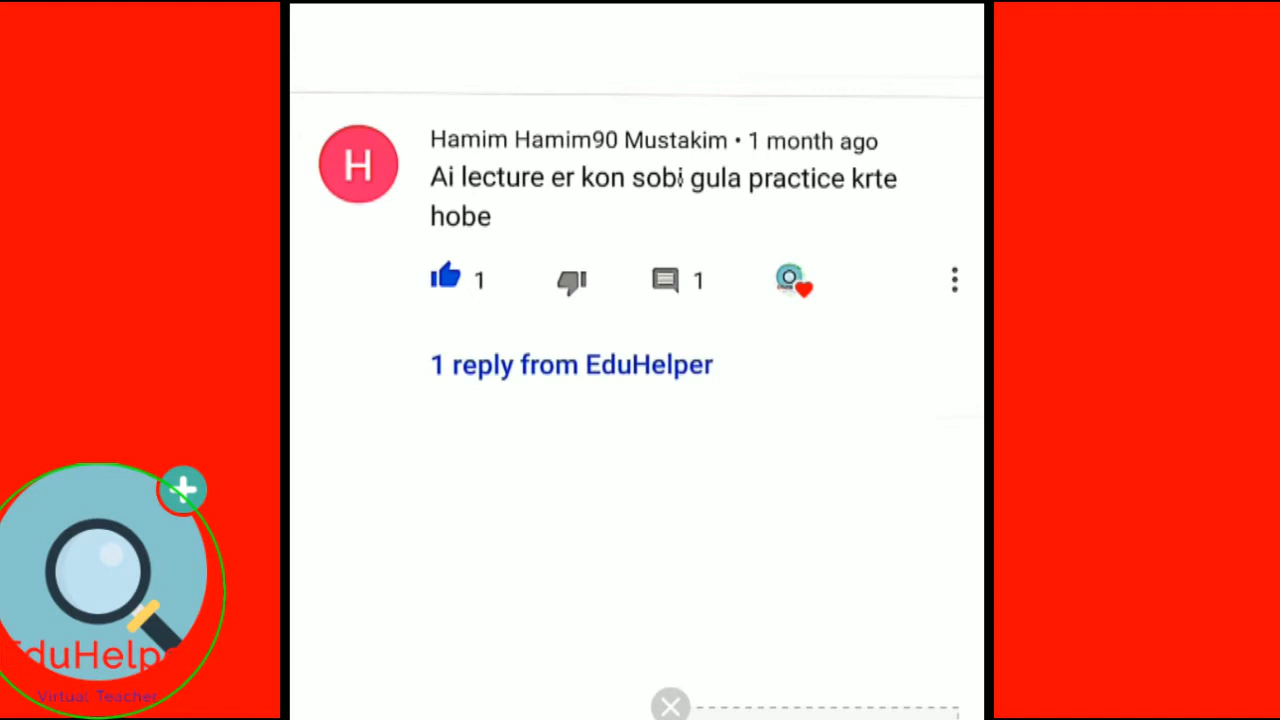 H
Hamim Hamim90 Mustakim • 1 month ago
Ai lecture er kon sobi gula practice krte
hobe
1
1
1 reply from EduHelper
EduHelpe
Virtual Teacher